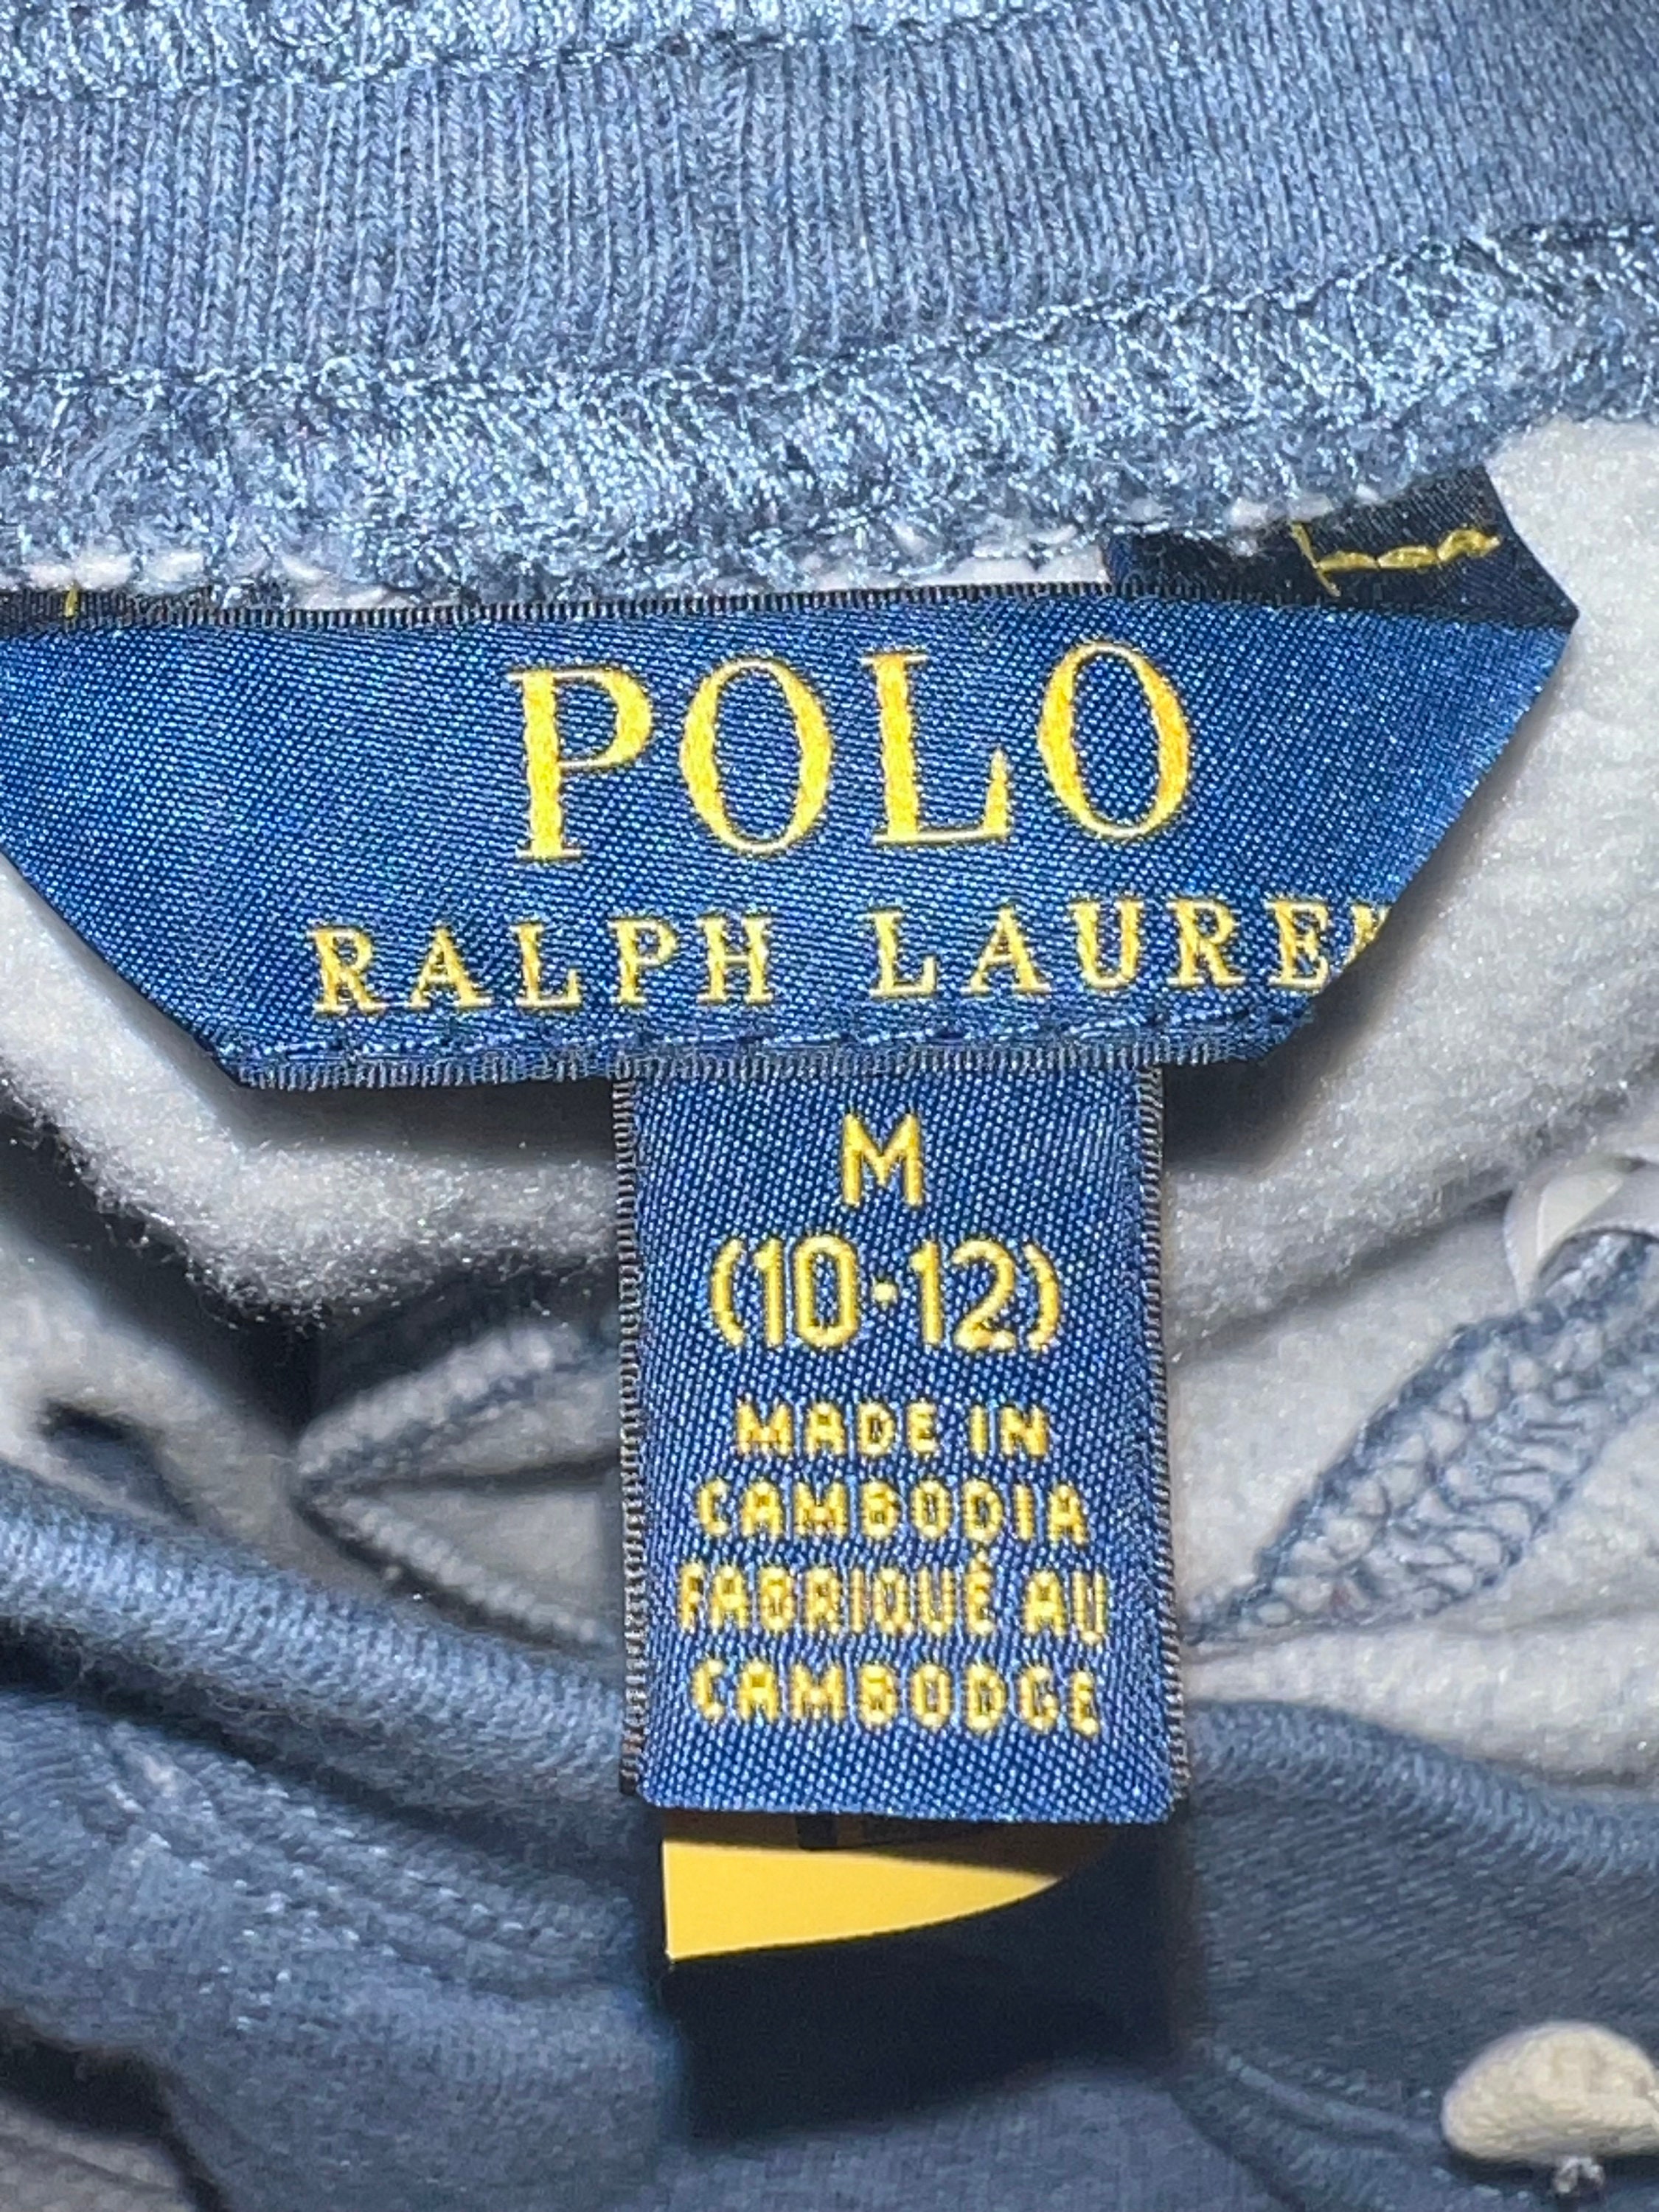 POLO
RALPH LAUREN
M
(10-12)
MADE IN
CAMBODIA
FABRIQUÉ AU
CAMBODGE